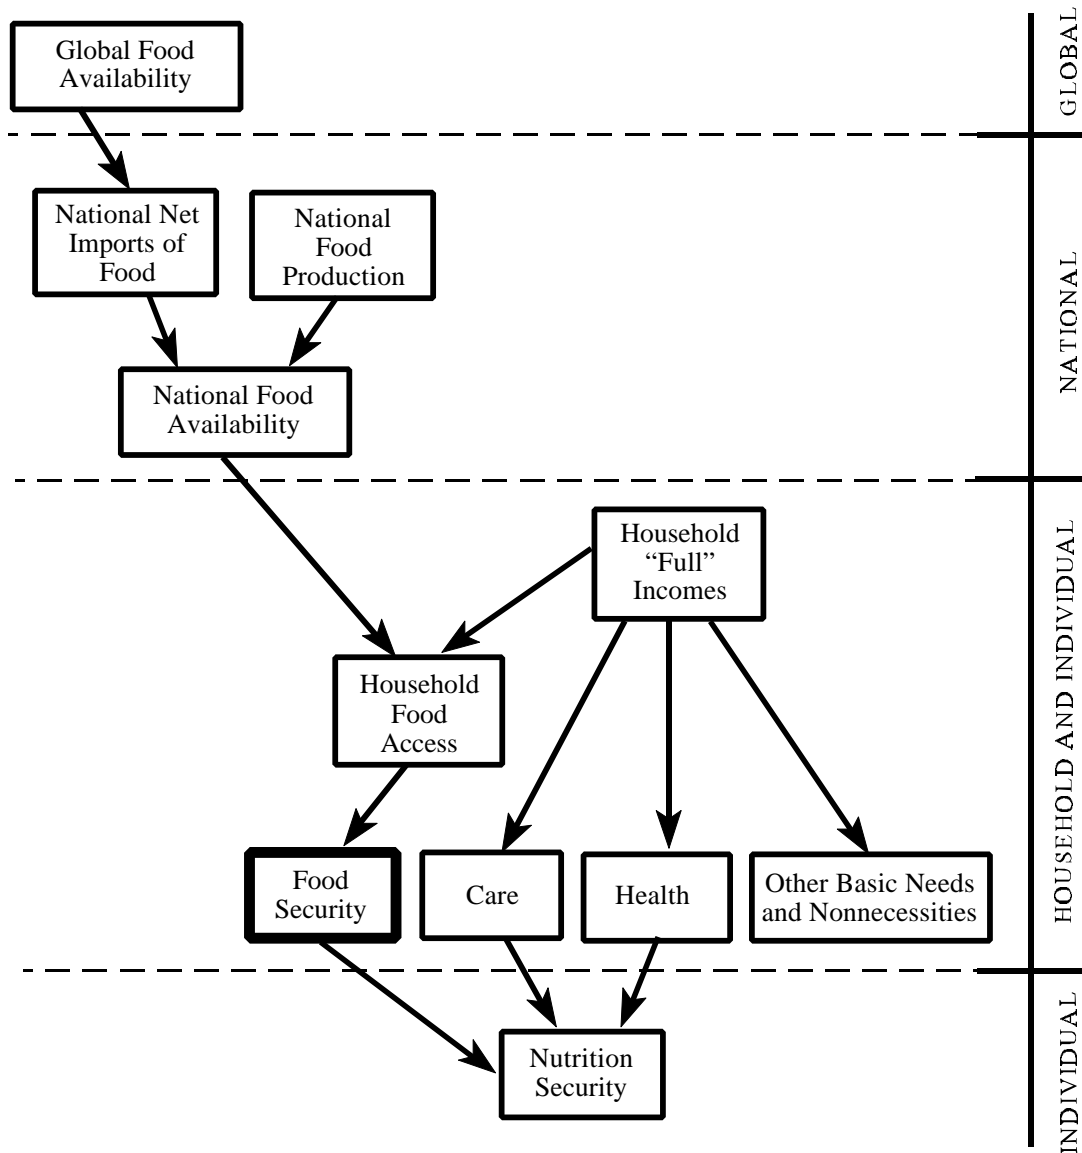 Global Food
Availability
GLOBAL
National Net
Imports of
Food
National
Food
Production
National Food
Availability
NATIONAL
Household
“Full”
Incomes
Household
Food
Access
Food
Security
Care
Health
Other Basic Needs
and Nonnecessities
HOUSEHOLD AND INDIVIDUAL
Nutrition
Security
INDIVIDUAL